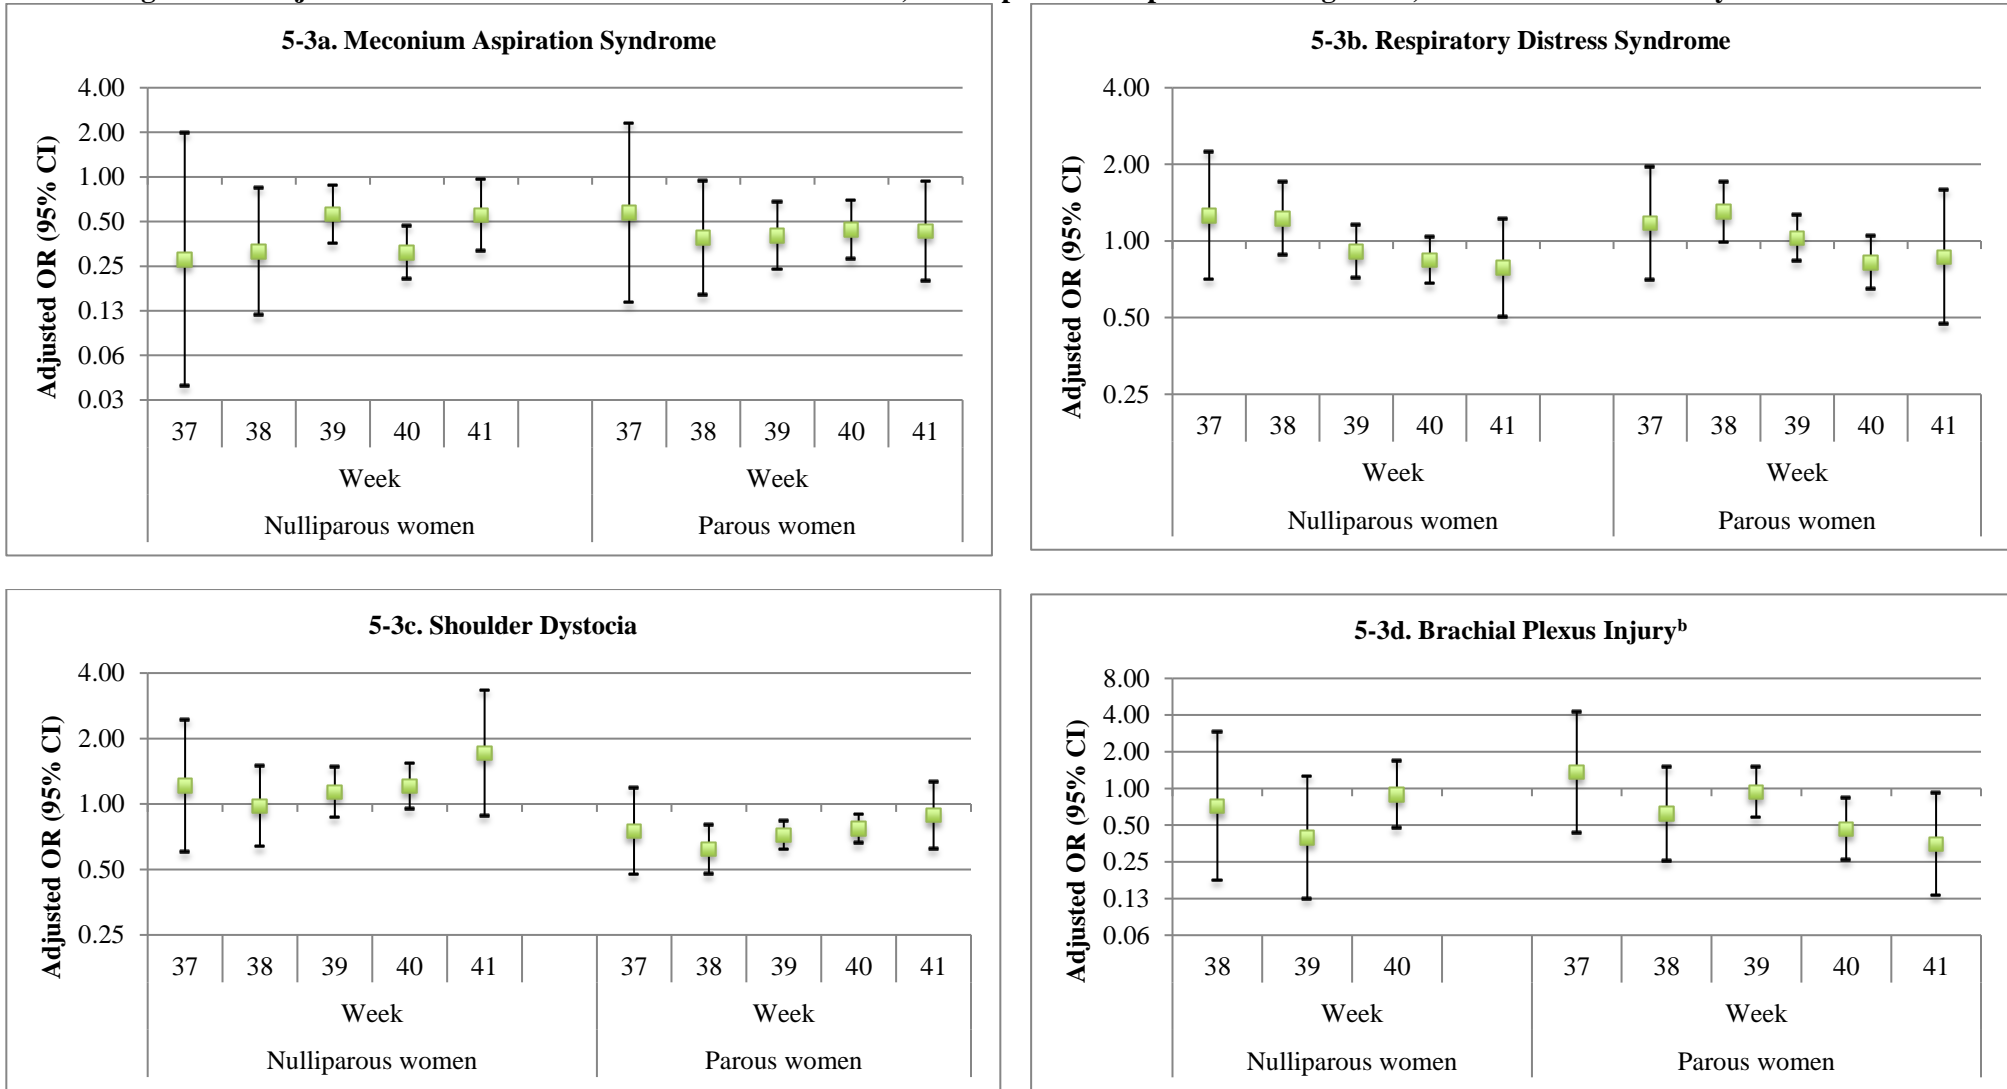 5-3a. Meconium Aspiration Syndrome
Adjusted OR (95% CI)
4.00
2.00
1.00
0.50
0.25
0.13
0.06
0.03
37 38 39 40 41 37 38 39 40 41
Week Week
Nulliparous women Parous women
5-3b. Respiratory Distress Syndrome
Adjusted OR (95% CI)
4.00
2.00
1.00
0.50
0.25
37 38 39 40 41 37 38 39 40 41
Week Week
Nulliparous women Parous women
5-3c. Shoulder Dystocia
Adjusted OR (95% CI)
4.00
2.00
1.00
0.50
0.25
37 38 39 40 41 37 38 39 40 41
Week Week
Nulliparous women Parous women
5-3d. Brachial Plexus Injuryᵇ
Adjusted OR (95% CI)
8.00
4.00
2.00
1.00
0.50
0.25
0.13
0.06
38 39 40 37 38 39 40 41
Week Week
Nulliparous women Parous women